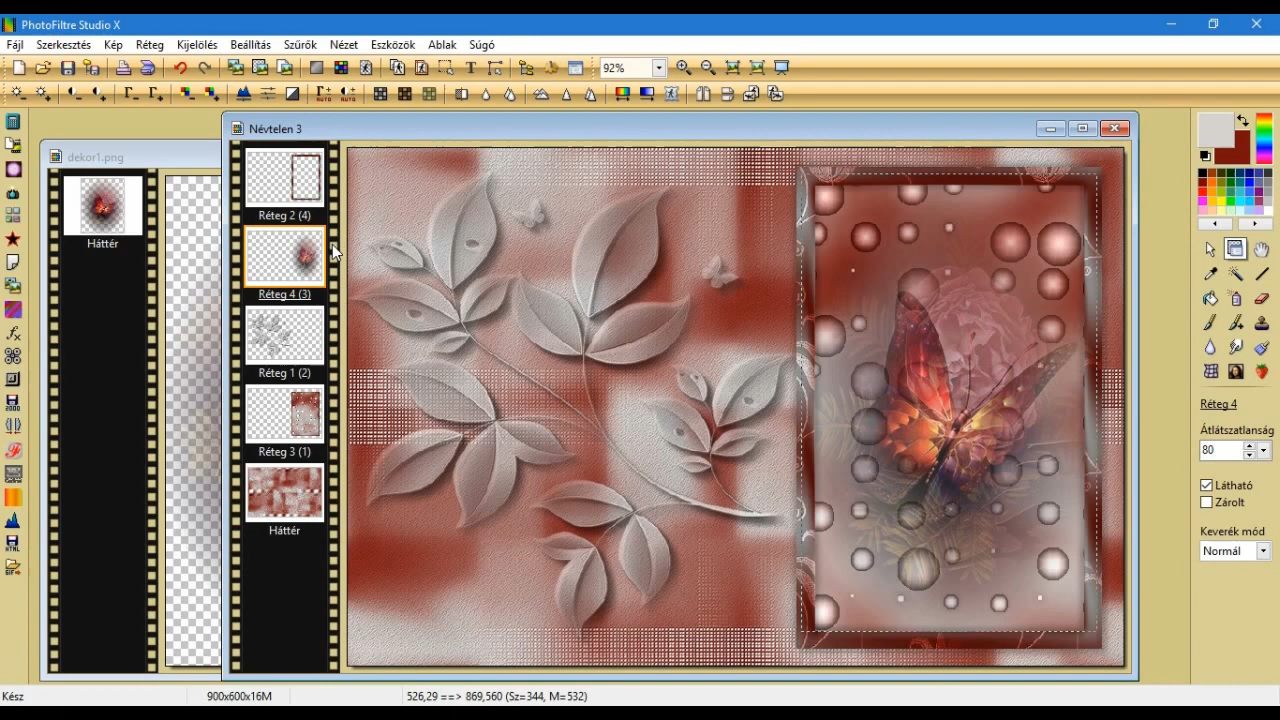 PhotoFiltre Studio X
Fájl Szerkesztés Kép Réteg Kijelölés Beállítás Szűrők Nézet Eszközök Ablak Súgó
92%
Névtelen 3
dekor1.png
Háttér
Réteg 2 (4)
Réteg 4 (3)
Réteg 1 (2)
Réteg 3 (1)
Háttér
Réteg 4
Átlátszatlanság
80
Látható
Zárolt
Keverék mód
Normál
Kész 900x600x16M 526,29 ==> 869,560 (Sz=344, M=532)